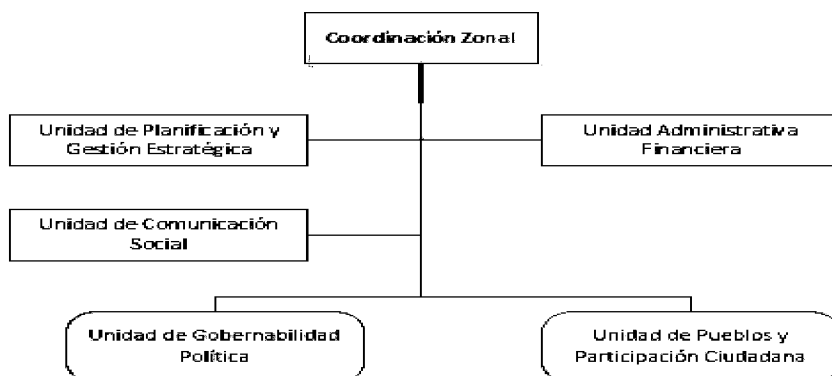 Coordinación Zonal
Unidad de Planificación y
Gestión Estratégica
Unidad Administrativa
Financiera
Unidad de Comunicación
Social
Unidad de Gobernabilidad
Política
Unidad de Pueblos y
Participación Ciudadana